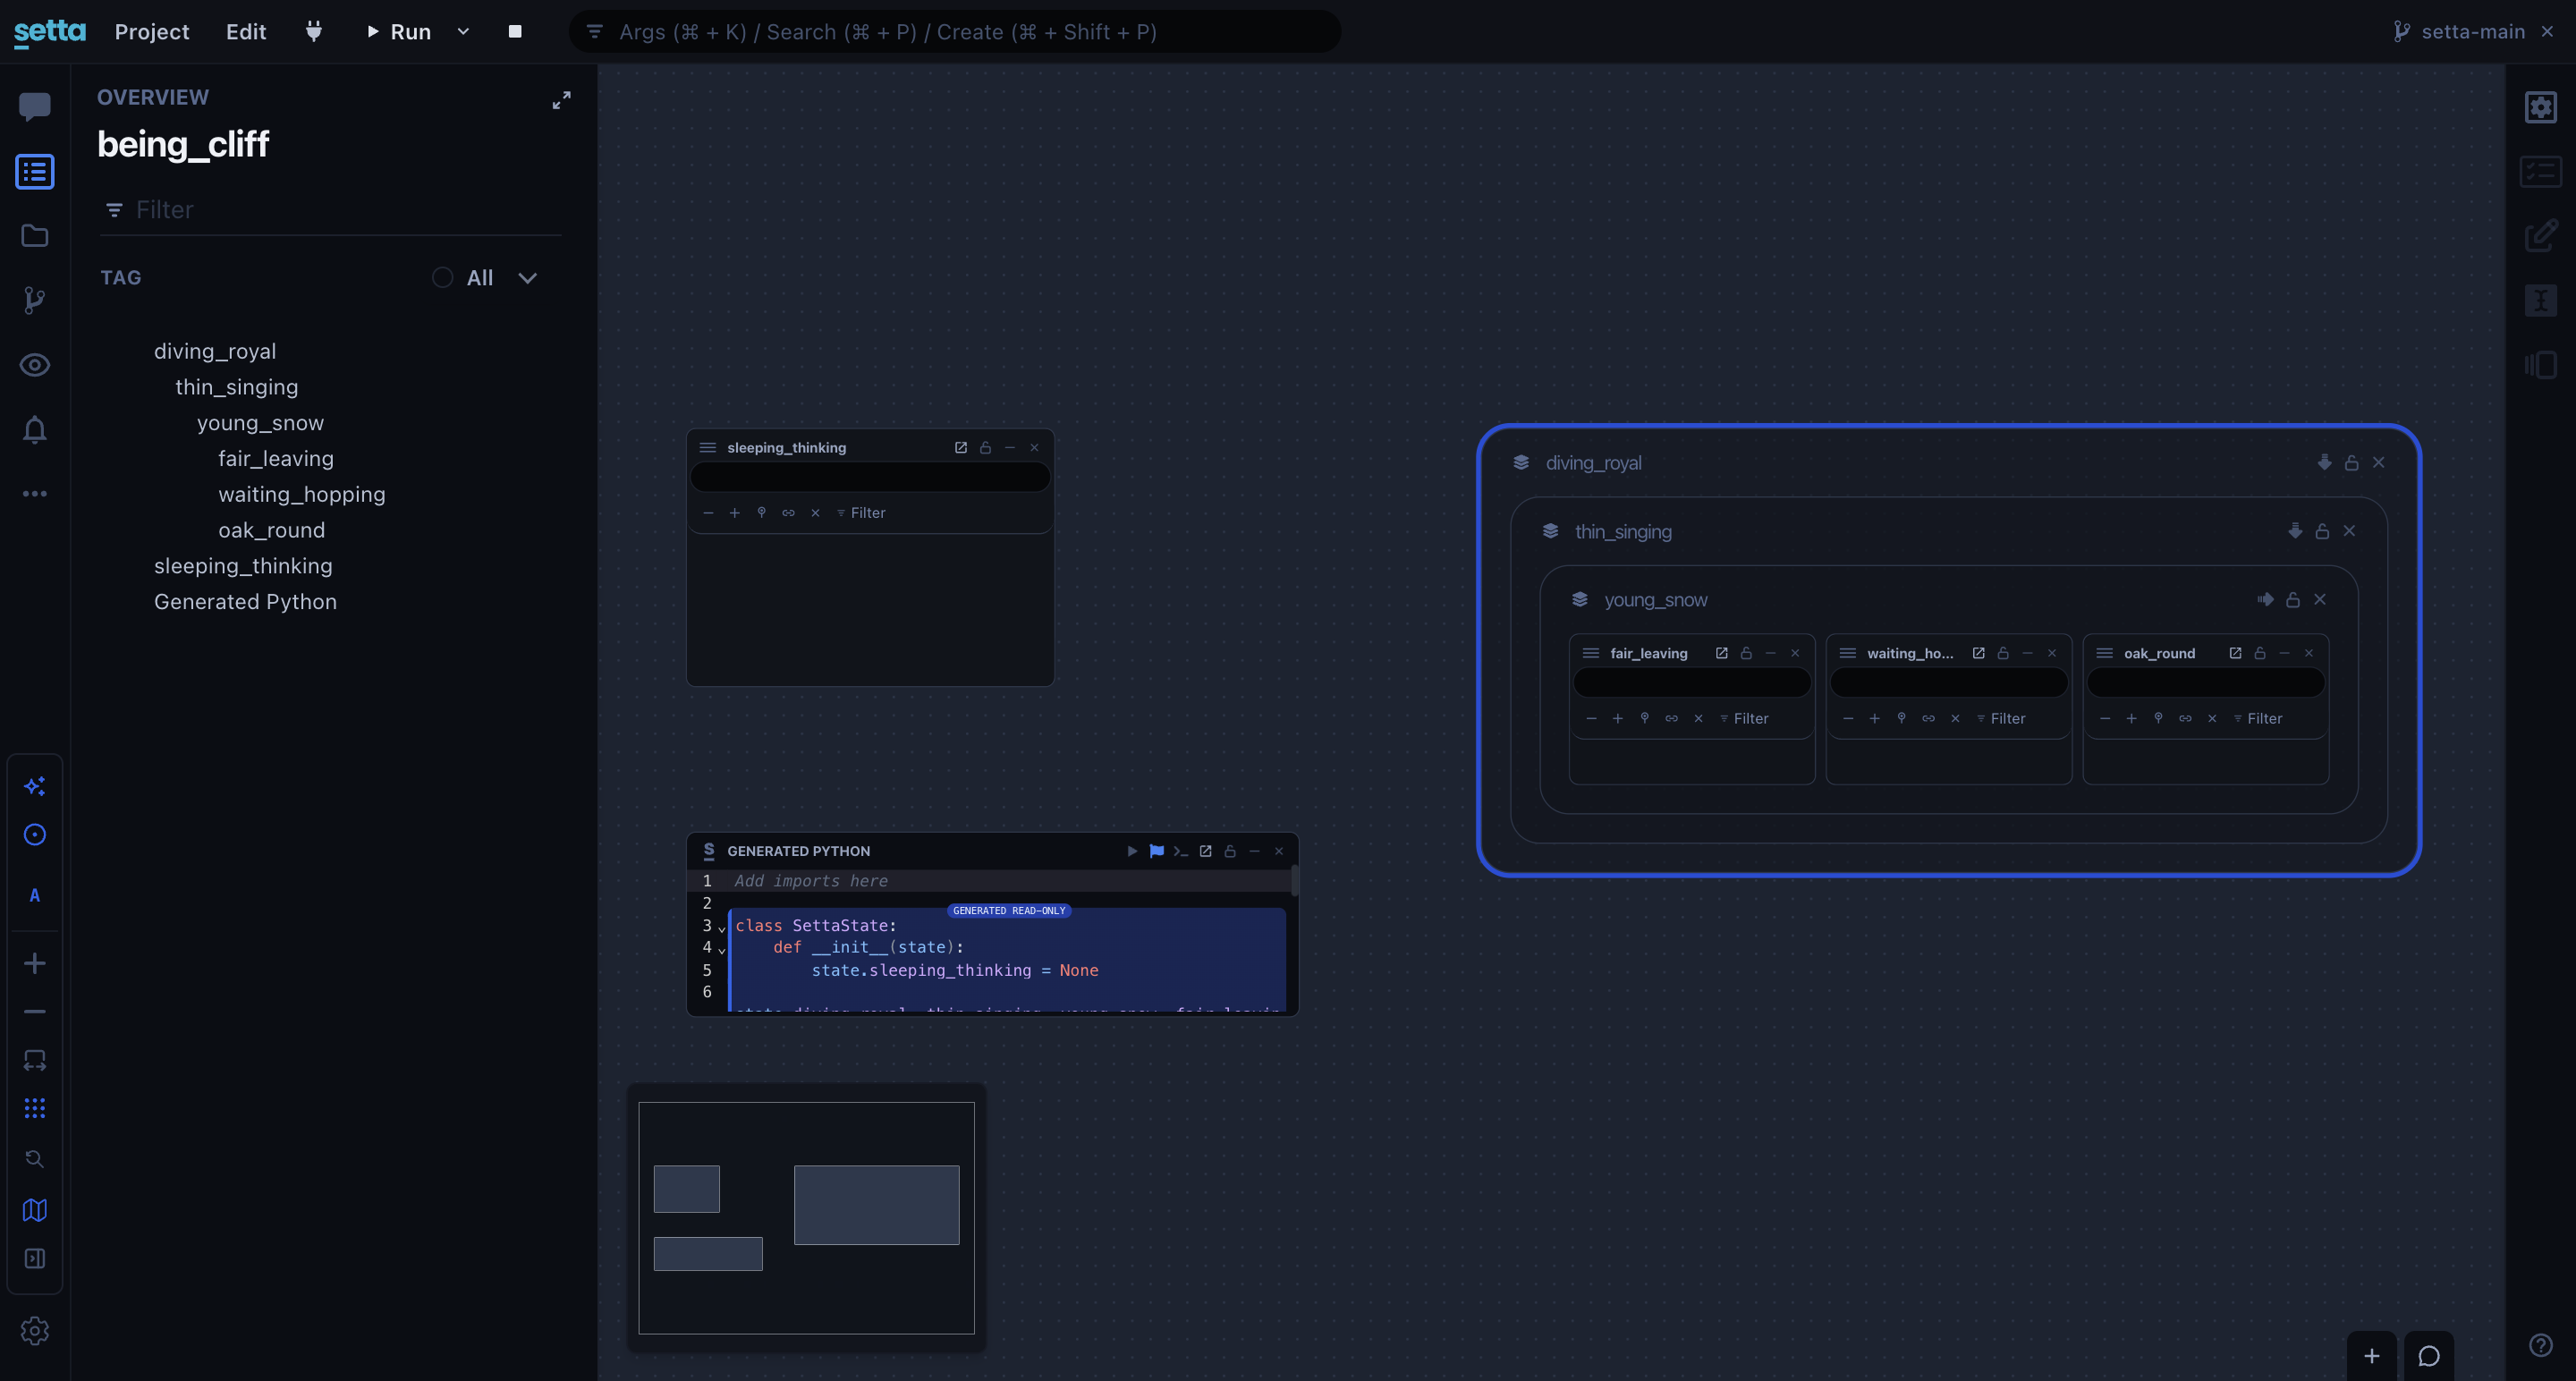 setta Project Edit Run Args (⌘ + K) / Search (⌘ + P) / Create (⌘ + Shift + P) setta-main
OVERVIEW
being_cliff
Filter
TAG All
diving_royal
thin_singing
young_snow
fair_leaving
waiting_hopping
oak_round
sleeping_thinking
Generated Python
A
sleeping_thinking
Filter
S GENERATED PYTHON
1 Add imports here
2
GENERATED READ-ONLY
3 class SettaState:
4 def __init__(state):
5 state.sleeping_thinking = None
6
diving_royal
thin_singing
young_snow
fair_leaving
Filter
waiting_ho...
Filter
oak_round
Filter